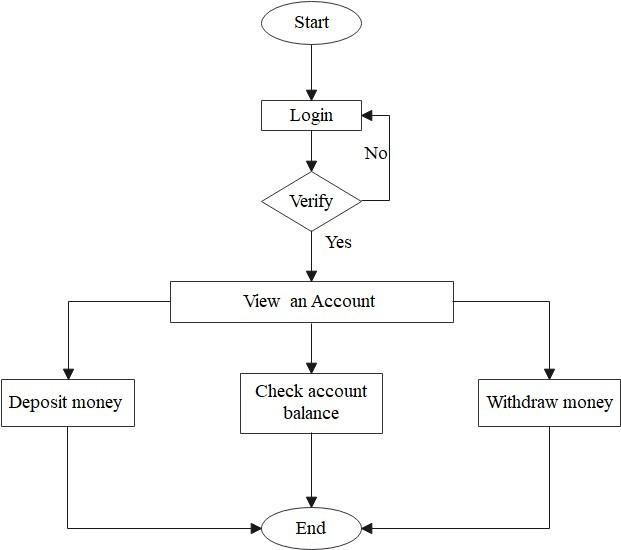 Start
Login
No
Verify
Yes
View an Account
Deposit money
Check account
balance
Withdraw money
End